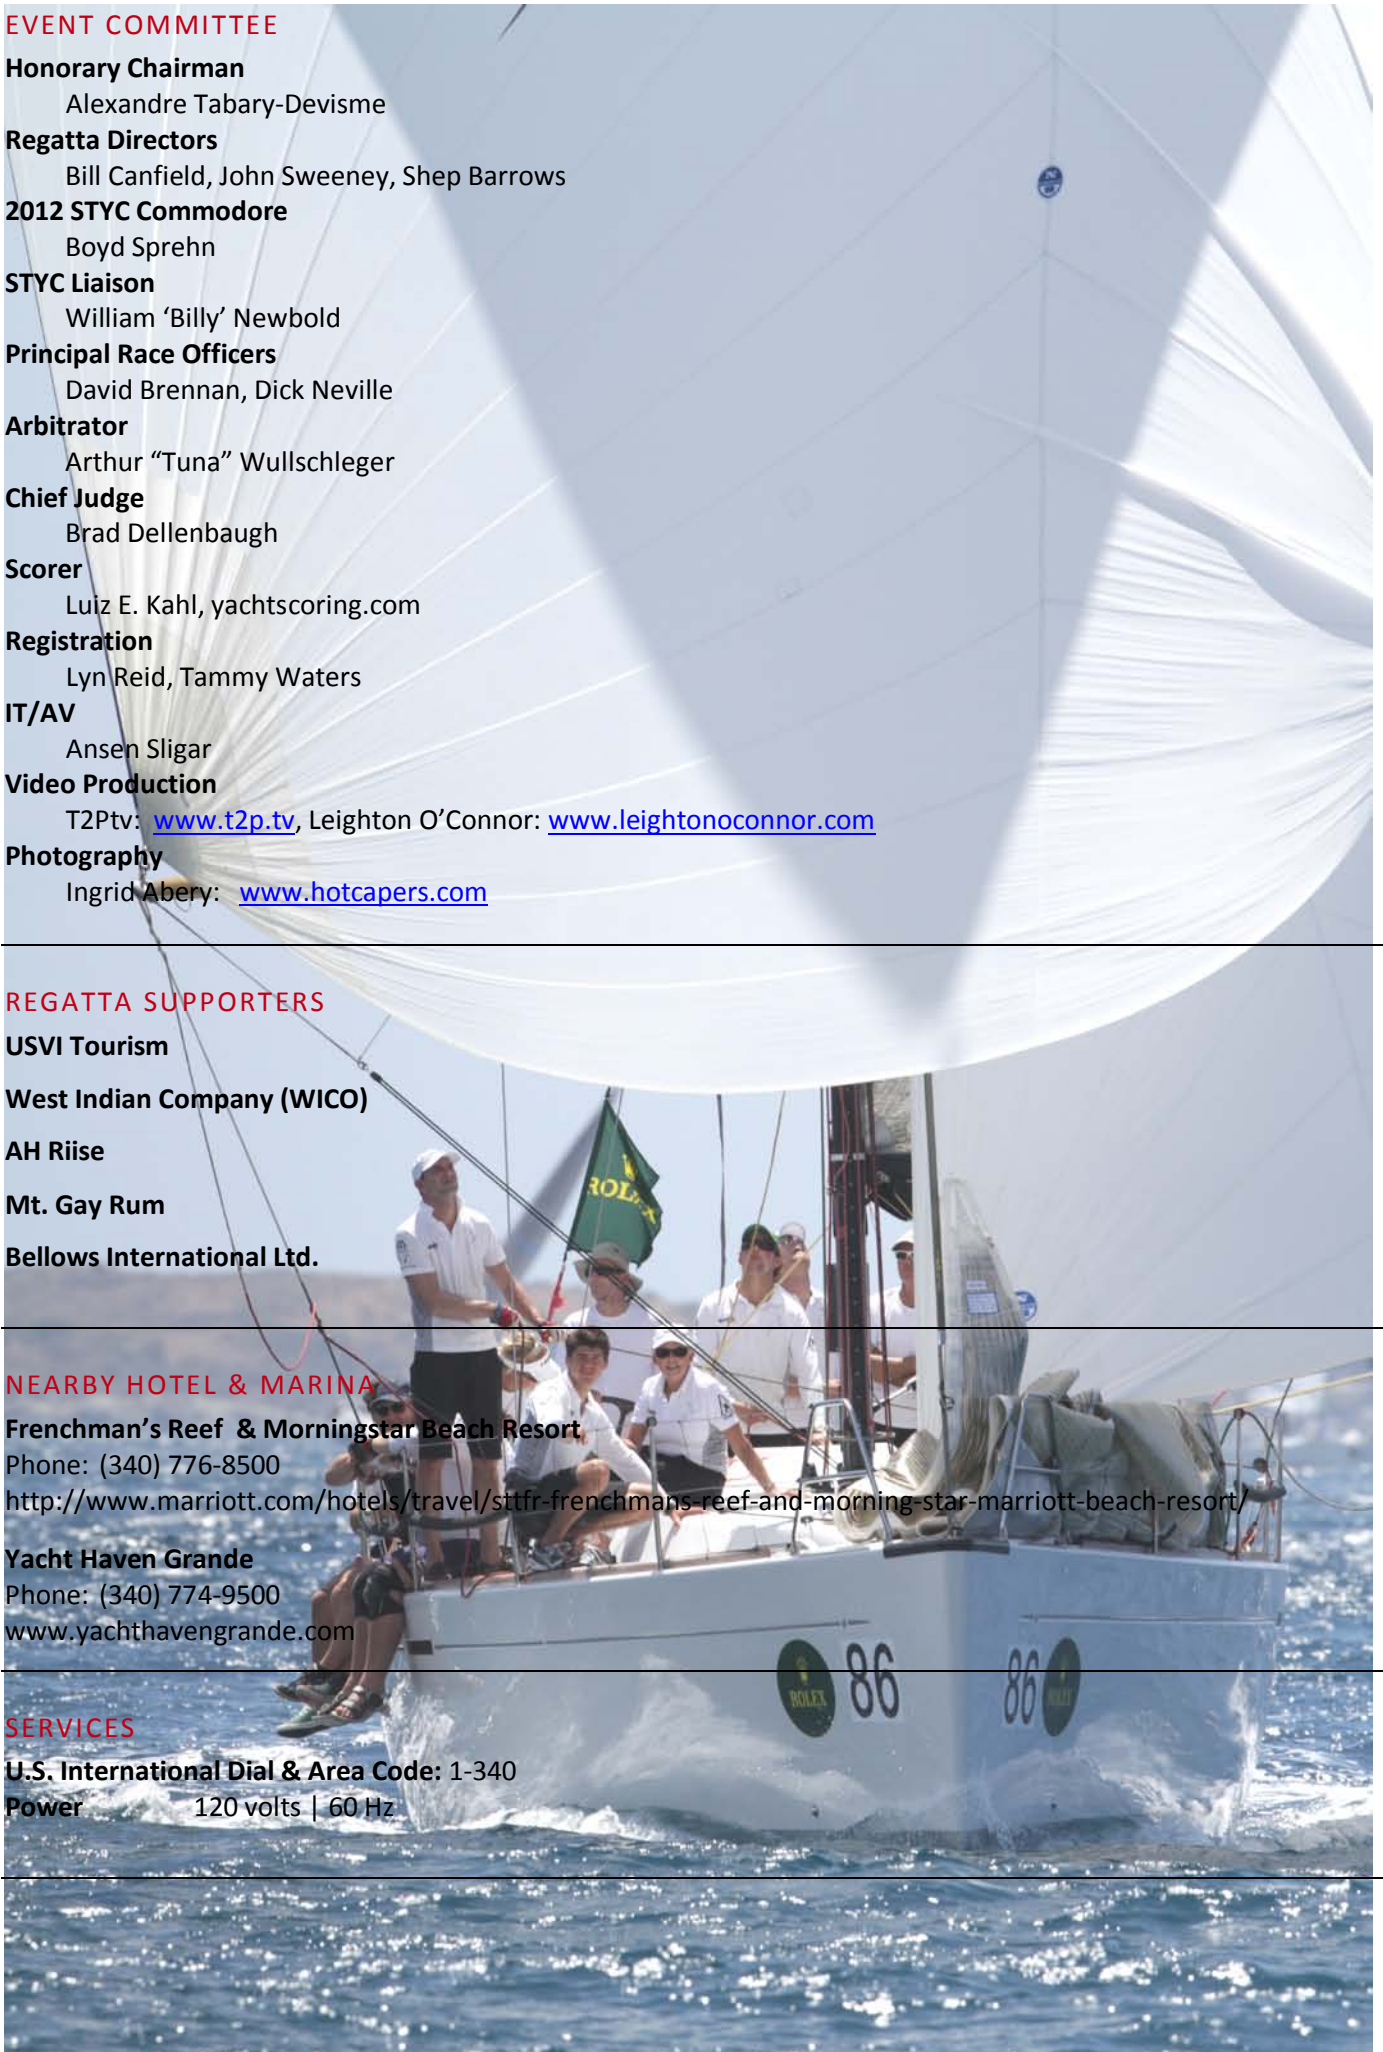 EVENT COMMITTEE
Honorary Chairman
Alexandre Tabary-Devisme
Regatta Directors
Bill Canfield, John Sweeney, Shep Barrows
2012 STYC Commodore
Boyd Sprehn
STYC Liaison
William ‘Billy’ Newbold
Principal Race Officers
David Brennan, Dick Neville
Arbitrator
Arthur “Tuna” Wullschleger
Chief Judge
Brad Dellenbaugh
Scorer
Luiz E. Kahl, yachtscoring.com
Registration
Lyn Reid, Tammy Waters
IT/AV
Ansen Sligar
Video Production
T2Ptv: www.t2p.tv, Leighton O’Connor: www.leightonoconnor.com
Photography
Ingrid Abery: www.hotcapers.com
REGATTA SUPPORTERS
USVI Tourism
West Indian Company (WICO)
AH Riise
Mt. Gay Rum
ROLEX
Bellows International Ltd.
NEARBY HOTEL & MARINA
Frenchman’s Reef & Morningstar Beach Resort
Phone: (340) 776-8500
http://www.marriott.com/hotels/travel/sttfr-frenchmans-reef-and-morning-star-marriott-beach-resort/
Yacht Haven Grande
Phone: (340) 774-9500
www.yachthavengrande.com
ROLEX 86 86 ROLEX
SERVICES
U.S. International Dial & Area Code: 1-340
Power 120 volts | 60 Hz